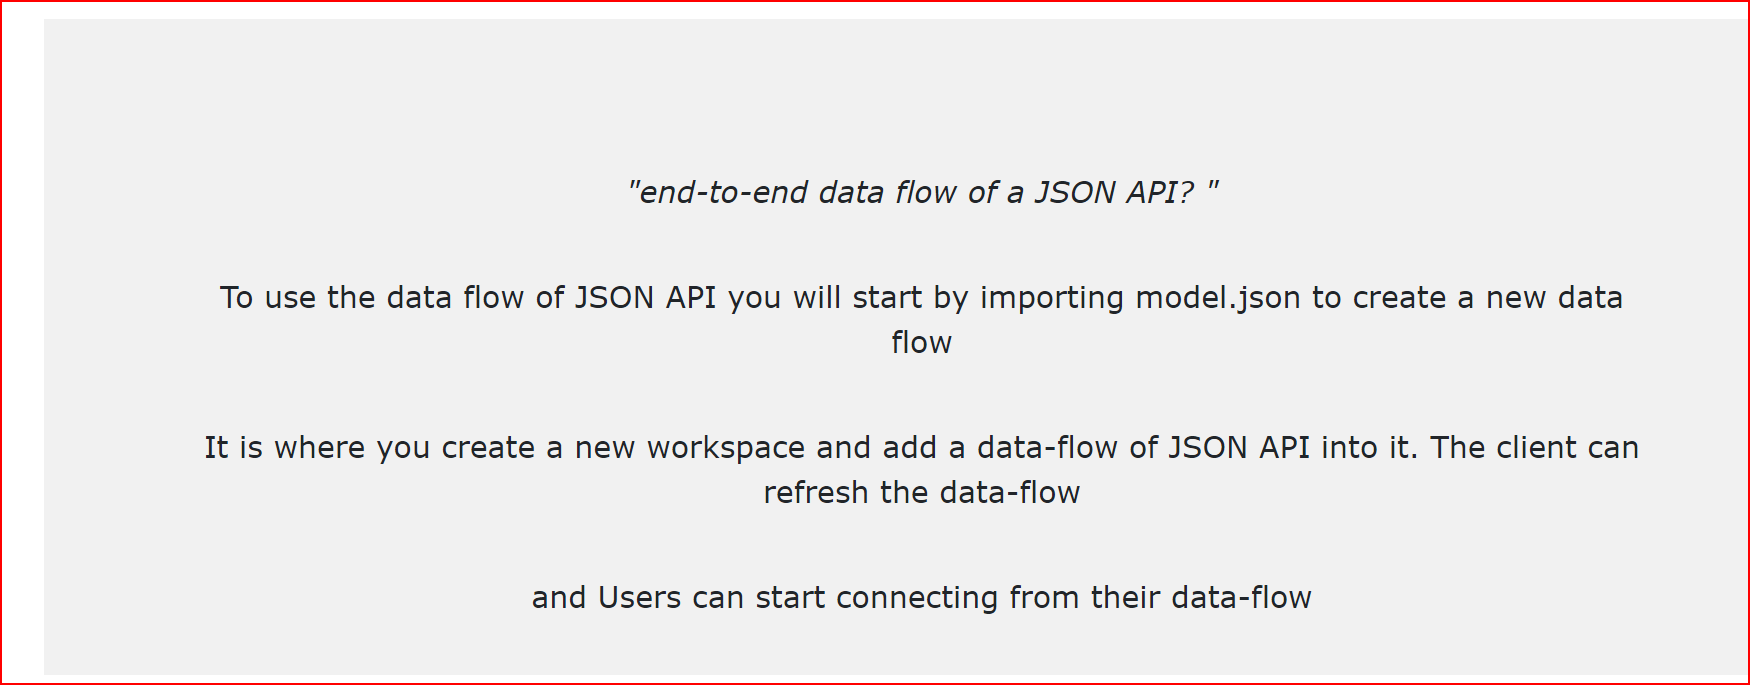 "end-to-end data flow of a JSON API? "
To use the data flow of JSON API you will start by importing model.json to create a new data
flow
It is where you create a new workspace and add a data-flow of JSON API into it. The client can
refresh the data-flow
and Users can start connecting from their data-flow